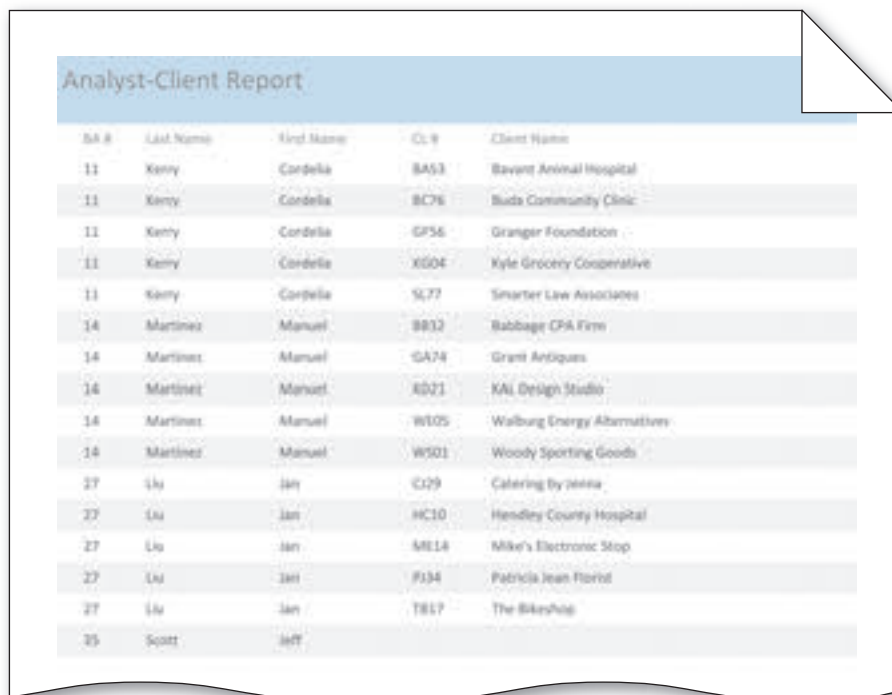 Analyst-Client Report
BA # Last Name First Name CL # Client Name
11 Kerry Cordelia BA53 Bavant Animal Hospital
11 Kerry Cordelia BC76 Buda Community Clinic
11 Kerry Cordelia GF56 Granger Foundation
11 Kerry Cordelia KG04 Kyle Grocery Cooperative
11 Kerry Cordelia SL77 Smarter Law Associates
14 Martinez Manuel BB32 Babbage CPA Firm
14 Martinez Manuel GA74 Grant Antiques
14 Martinez Manuel KD21 KAL Design Studio
14 Martinez Manuel WE05 Walburg Energy Alternatives
14 Martinez Manuel WS01 Woody Sporting Goods
27 Liu Jan CJ29 Catering by Jenna
27 Liu Jan HC10 Hendley County Hospital
27 Liu Jan ME14 Mike's Electronic Stop
27 Liu Jan PJ34 Patricia Jean Florist
27 Liu Jan TB17 The Bikeshop
35 Scott Jeff